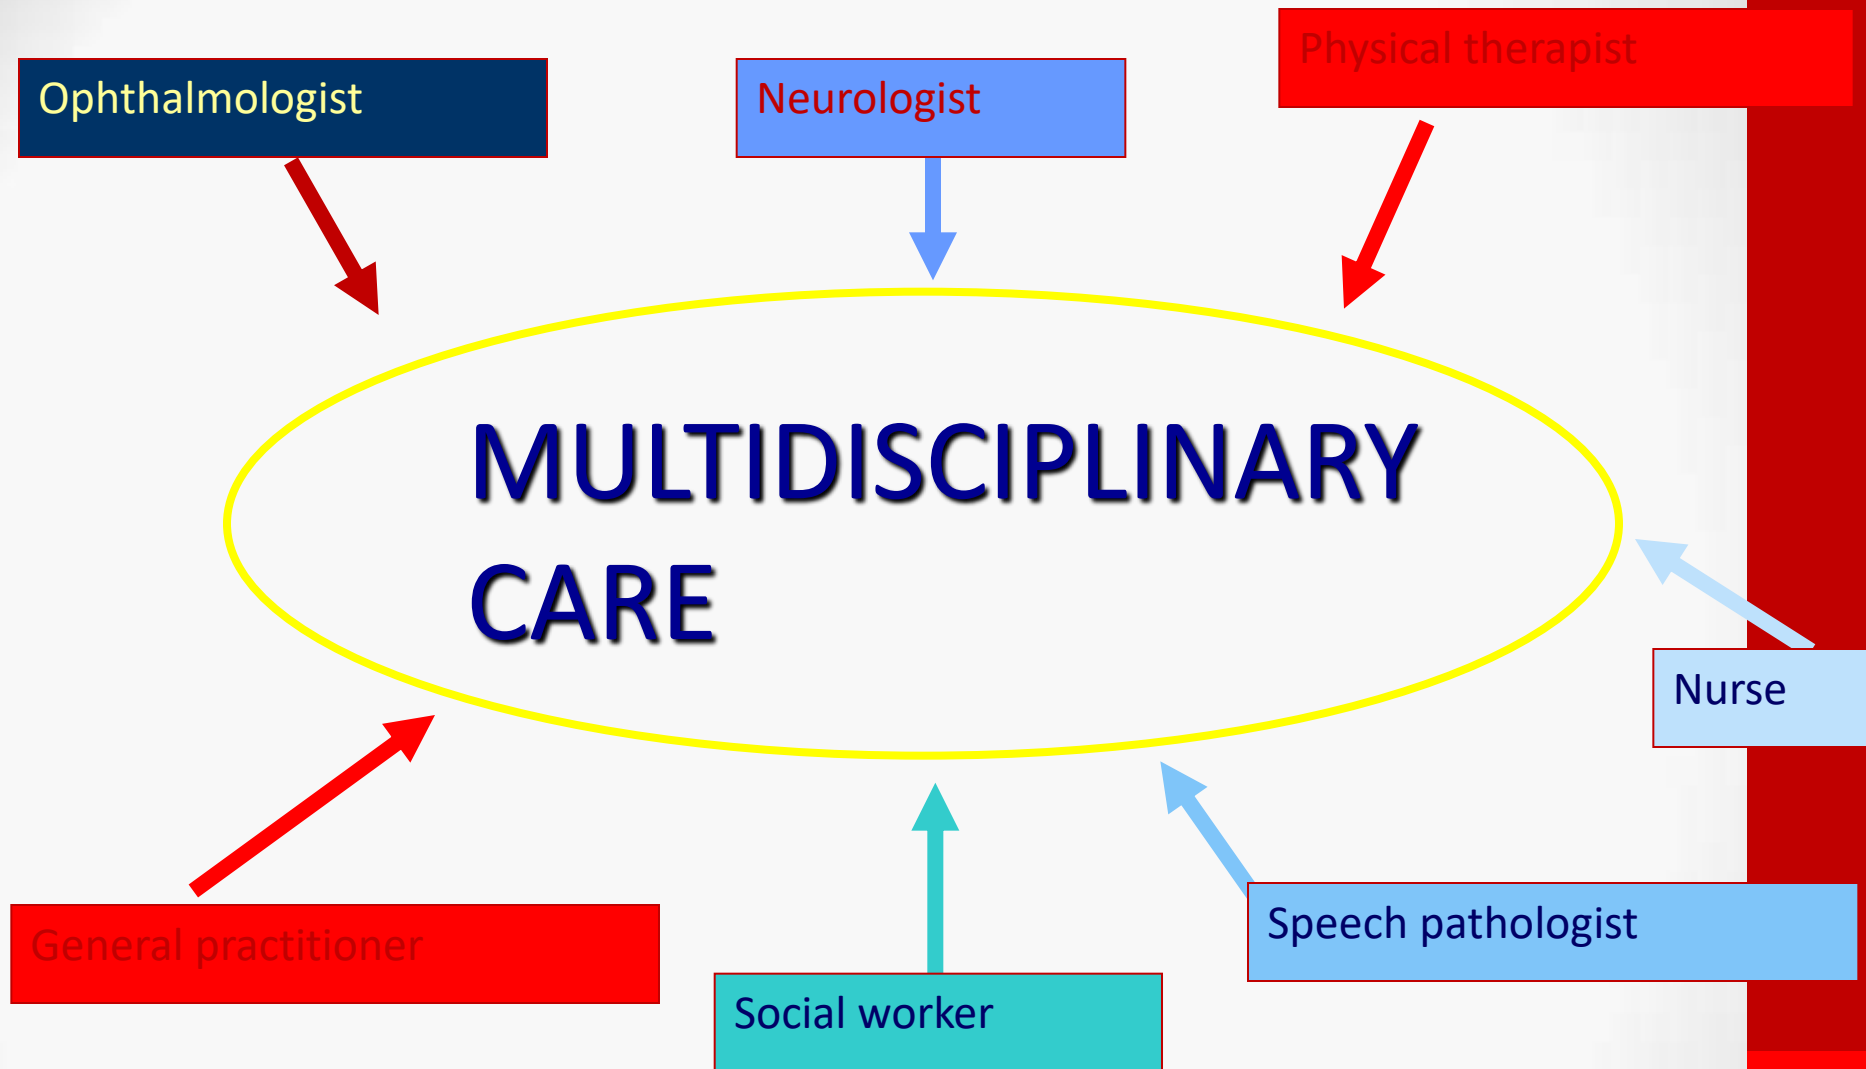 Ophthalmologist
Neurologist
Physical therapist
MULTIDISCIPLINARY
CARE
Nurse
General practitioner
Speech pathologist
Social worker